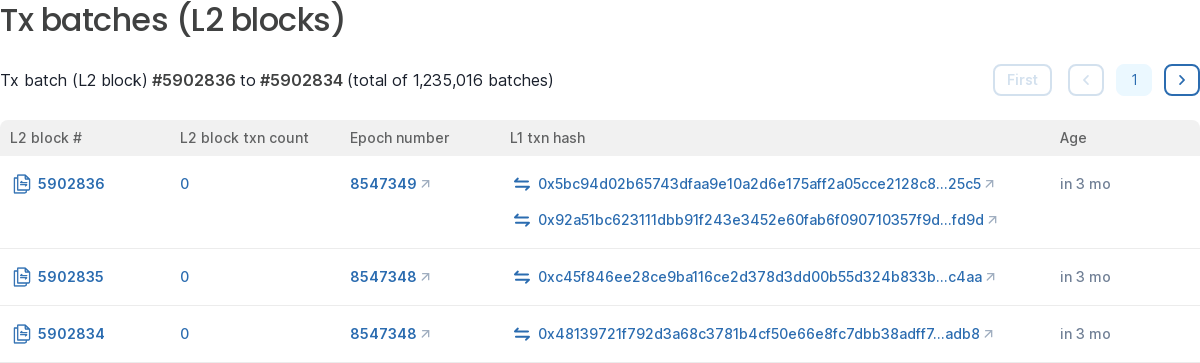 Tx batches (L2 blocks)
Tx batch (L2 block) #5902836 to #5902834 (total of 1,235,016 batches)
First 1
L2 block # L2 block txn count Epoch number L1 txn hash Age
5902836 0 8547349 0x5bc94d02b65743dfaa9e10a2d6e175aff2a05cce2128c8...25c5 in 3 mo
0x92a51bc623111dbb91f243e3452e60fab6f090710357f9d...fd9d
5902835 0 8547348 0xc45f846ee28ce9ba116ce2d378d3dd00b55d324b833b...c4aa in 3 mo
5902834 0 8547348 0x48139721f792d3a68c3781b4cf50e66e8fc7dbb38adff7...adb8 in 3 mo